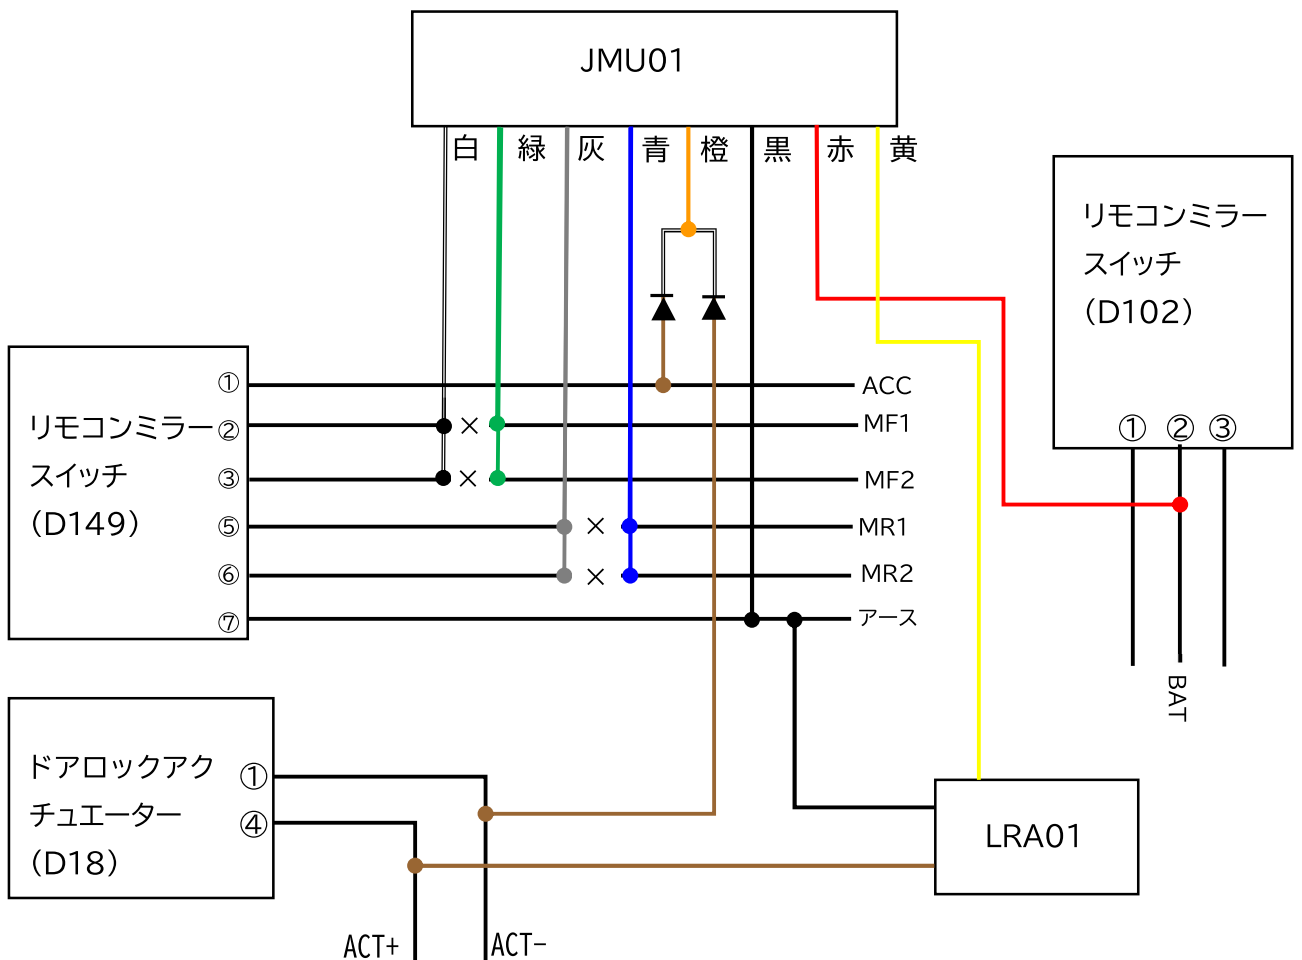 JMU01
白 緑 灰 青 橙 黒 赤 黄
リモコンミラー
スイッチ
(D102)
① ② ③
BAT
リモコンミラー
スイッチ
(D149)
①
②
③
⑤
⑥
⑦
× ×
× ×
ACC
MF1
MF2
MR1
MR2
アース
ドアロックアク
チュエーター
(D18)
①
④
ACT+
ACT-
LRA01